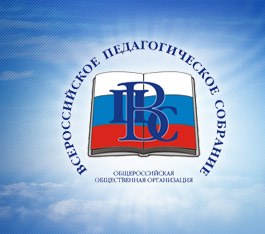 ВСЕРОССИЙСКОЕ ПЕДАГОГИЧЕСКОЕ СОБРАНИЕ
ВПС
ОБЩЕРОССИЙСКАЯ
ОБЩЕСТВЕННАЯ ОРГАНИЗАЦИЯ